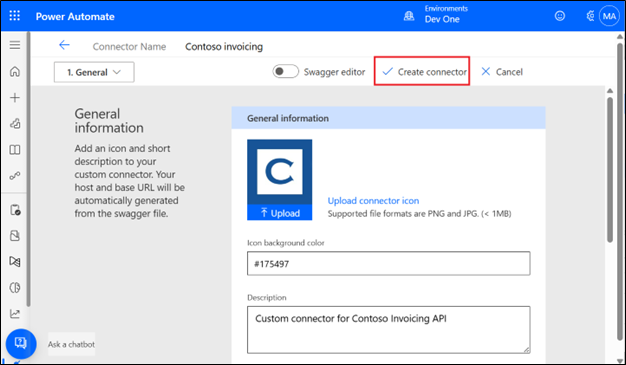 Power Automate
Environments
Dev One
MA
Connector Name
Contoso invoicing
1. General
Swagger editor
Create connector
Cancel
General
information
Add an icon and short
description to your
custom connector. Your
host and base URL will be
automatically generated
from the swagger file.
General information
C
Upload
Upload connector icon
Supported file formats are PNG and JPG. (< 1MB)
Icon background color
#175497
Description
Custom connector for Contoso Invoicing API
Ask a chatbot